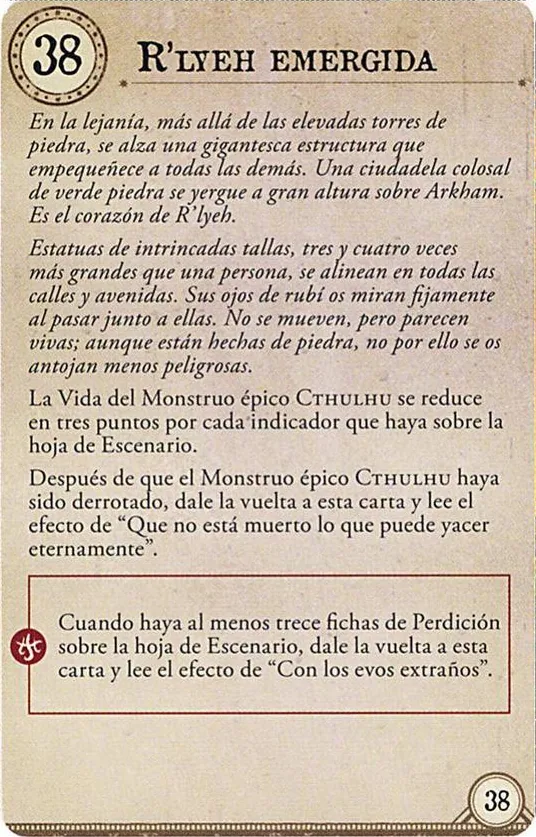 38
R'LYEH EMERGIDA
En la lejanía, más allá de las elevadas torres de
piedra, se alza una gigantesca estructura que
empequeñece a todas las demás. Una ciudadela colosal
de verde piedra se yergue a gran altura sobre Arkham.
Es el corazón de R'lyeh.
Estatuas de intrincadas tallas, tres y cuatro veces
más grandes que una persona, se alinean en todas las
calles y avenidas. Sus ojos de rubí os miran fijamente
al pasar junto a ellas. No se mueven, pero parecen
vivas; aunque están hechas de piedra, no por ello se os
antojan menos peligrosas.
La Vida del Monstruo épico CTHULHU se reduce
en tres puntos por cada indicador que haya sobre la
hoja de Escenario.
Después de que el Monstruo épico CTHULHU haya
sido derrotado, dale la vuelta a esta carta y lee el
efecto de “Que no está muerto lo que puede yacer
eternamente”.
Cuando haya al menos trece fichas de Perdición
sobre la hoja de Escenario, dale la vuelta a esta
carta y lee el efecto de “Con los evos extraños”.
38